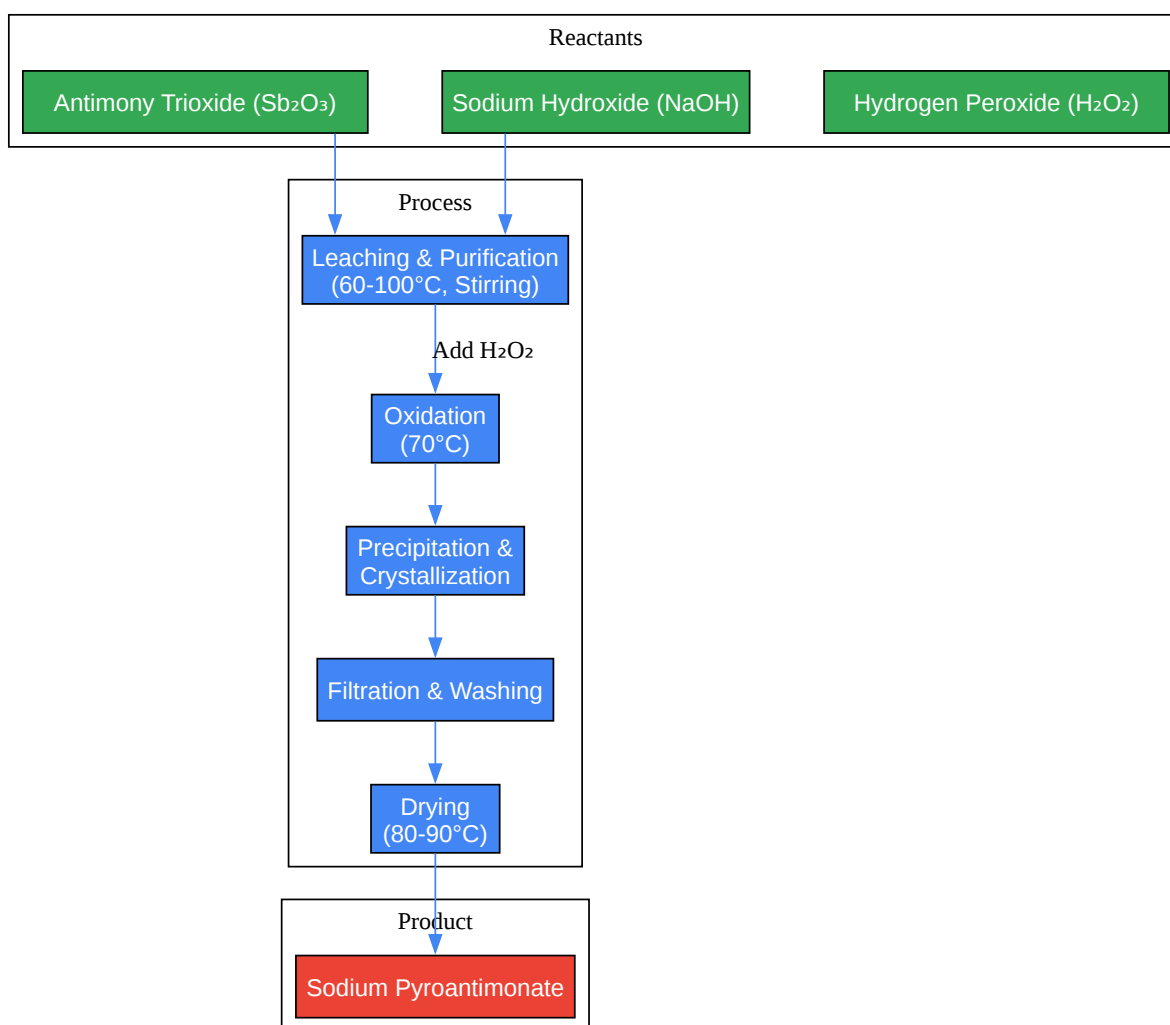 Reactants
Antimony Trioxide (Sb₂O₃)
Sodium Hydroxide (NaOH)
Hydrogen Peroxide (H₂O₂)
Process
Leaching & Purification
(60-100°C, Stirring)
Add H₂O₂
Oxidation
(70°C)
Precipitation &
Crystallization
Filtration & Washing
Drying
(80-90°C)
Product
Sodium Pyroantimonate